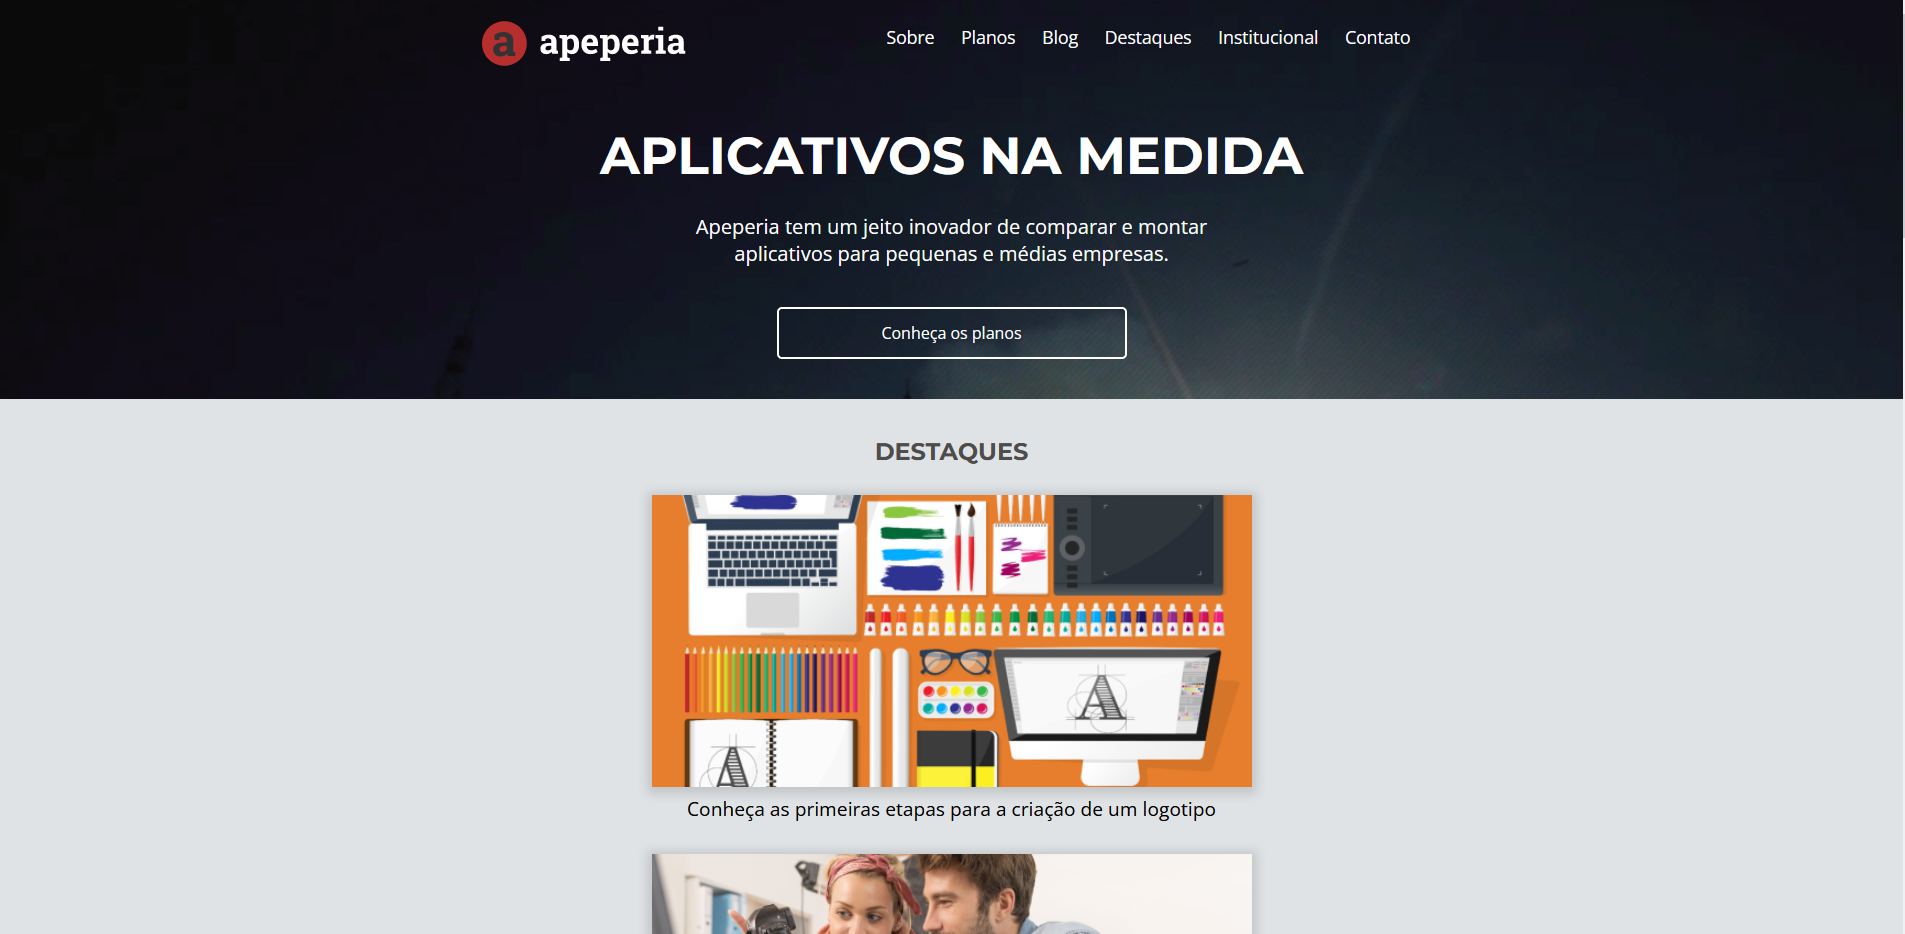 a apeperia
Sobre Planos Blog Destaques Institucional Contato
APLICATIVOS NA MEDIDA
Apeperia tem um jeito inovador de comparar e montar
aplicativos para pequenas e médias empresas.
Conheça os planos
DESTAQUES
A
A
Conheça as primeiras etapas para a criação de um logotipo